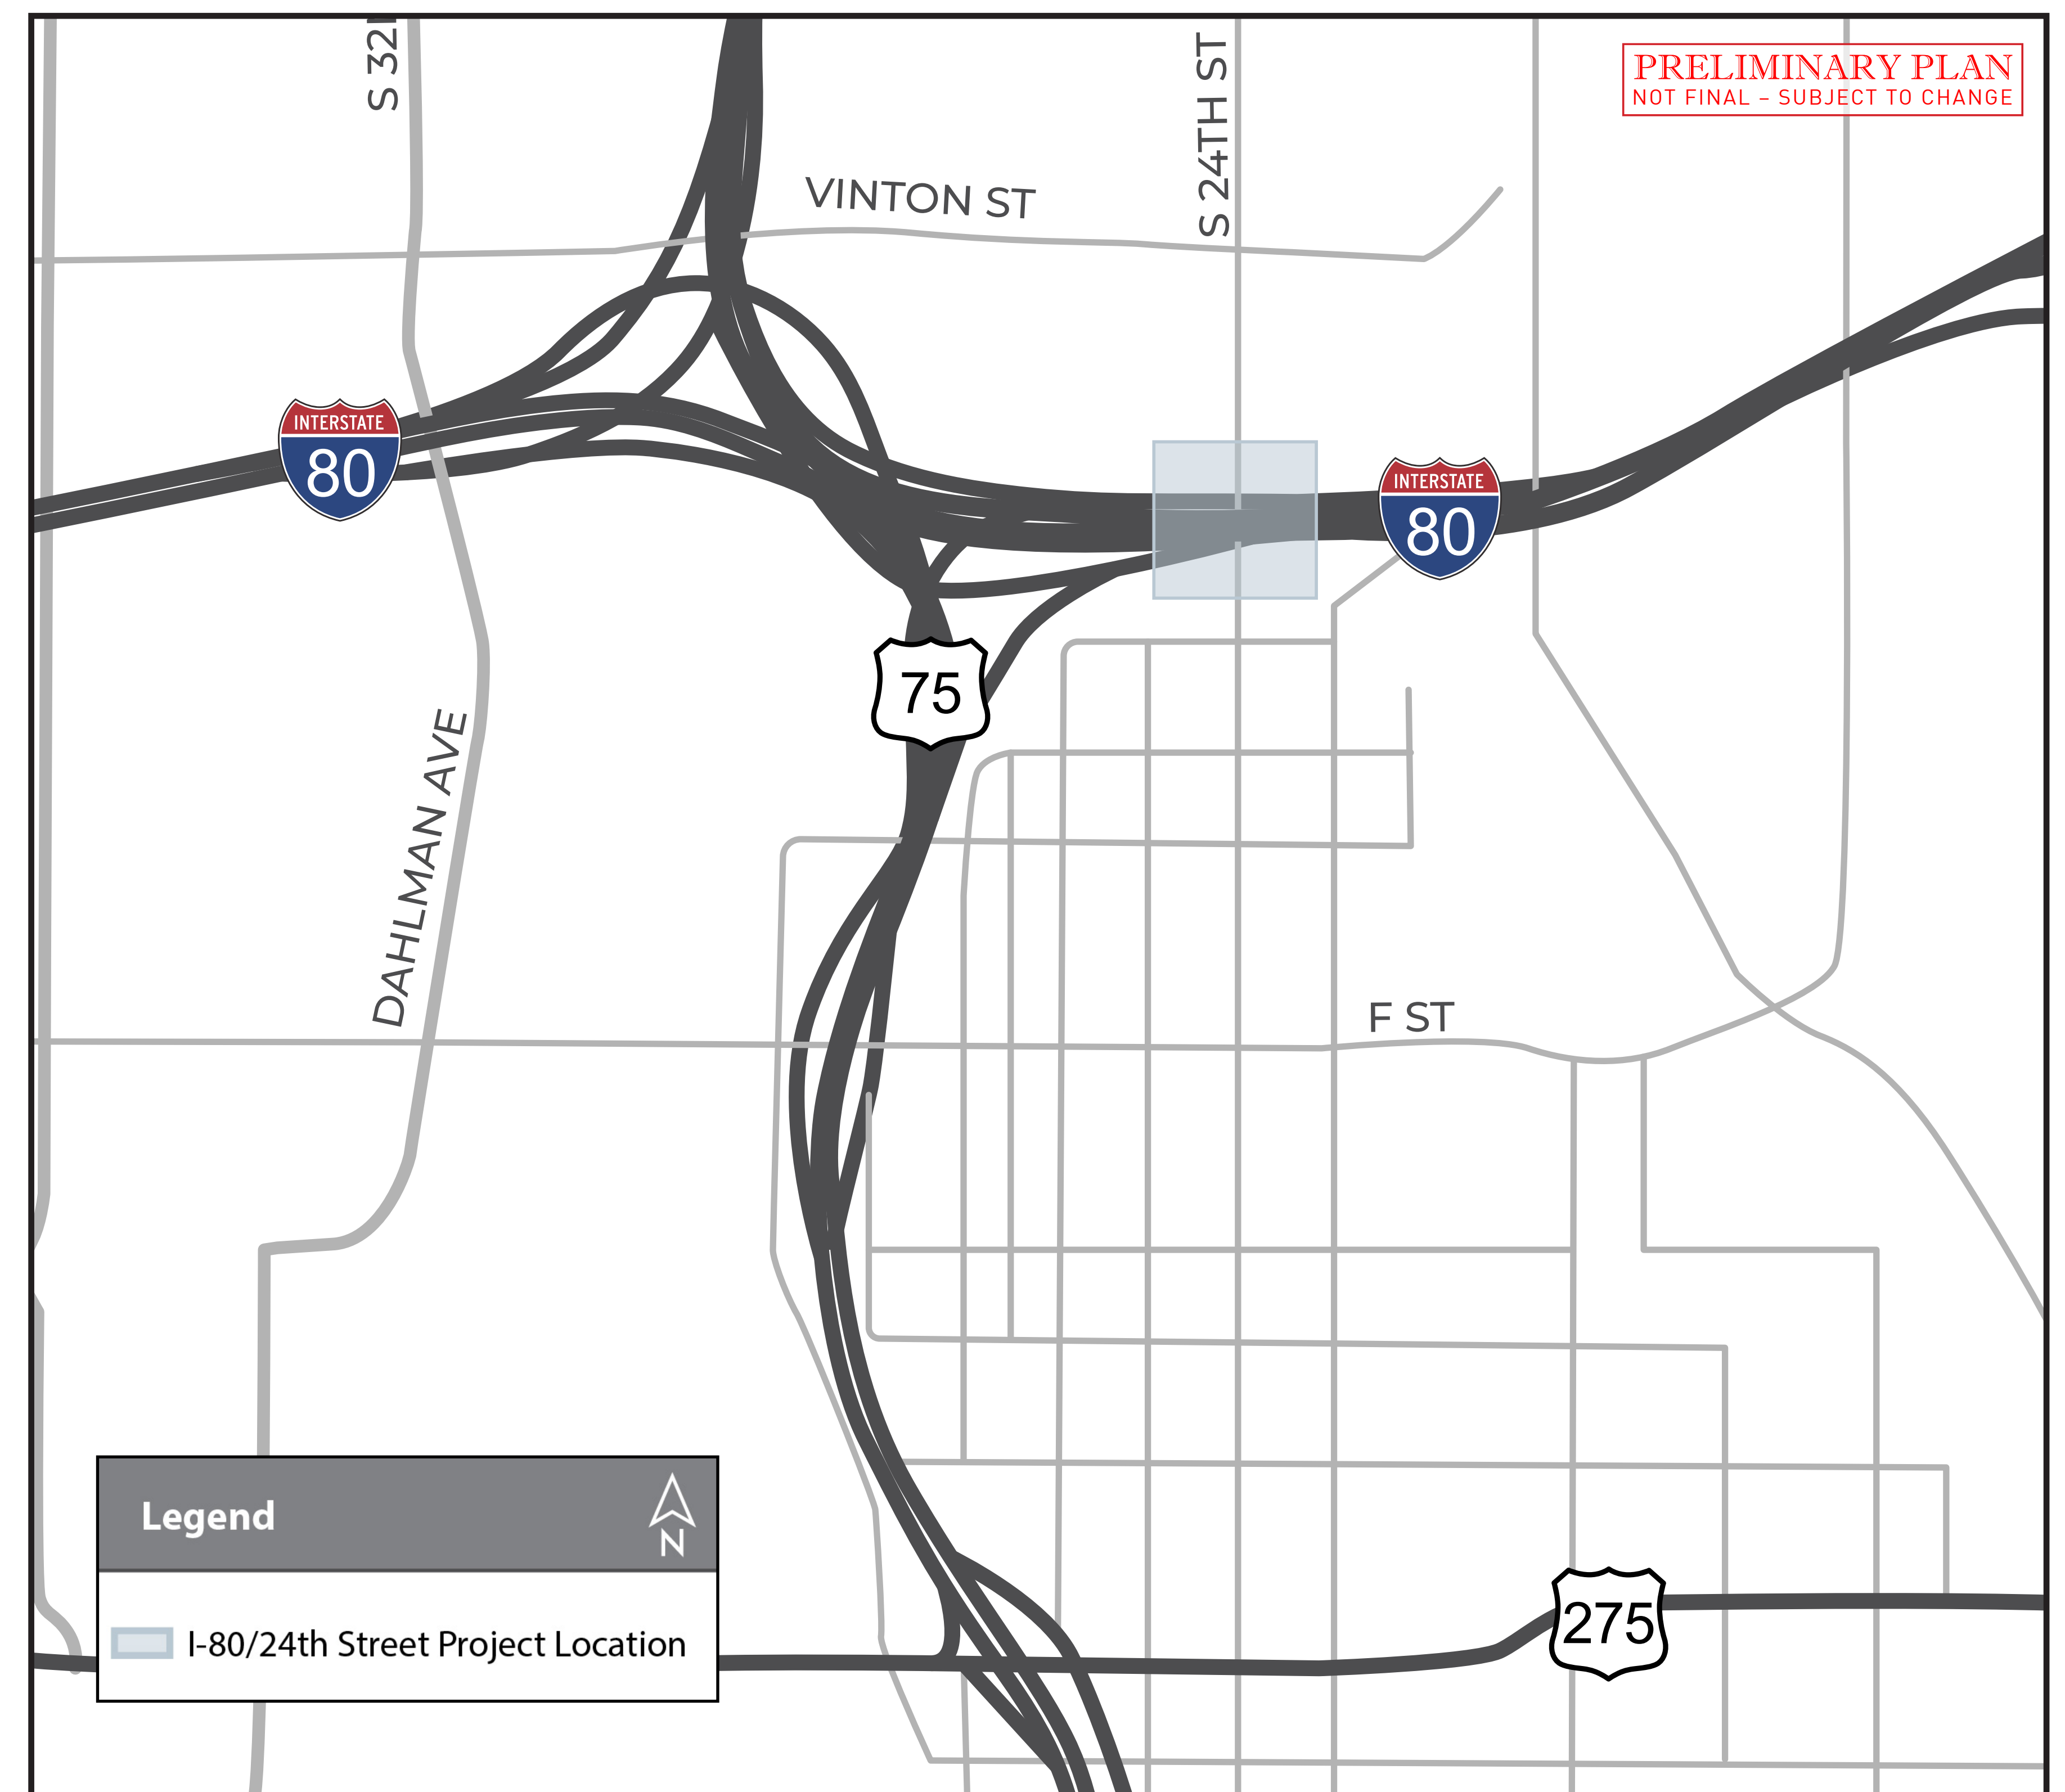 S 32
S 24TH ST
PRELIMINARY PLAN
NOT FINAL – SUBJECT TO CHANGE
VINTON ST
INTERSTATE
80
INTERSTATE
80
75
DAHLMAN AVE
F ST
Legend
N
I-80/24th Street Project Location
275